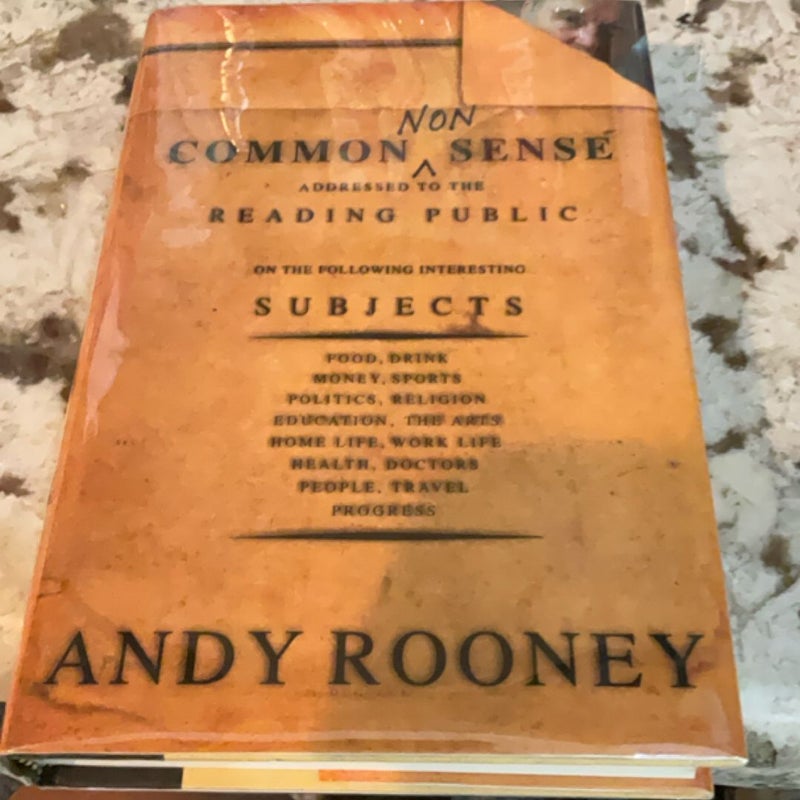 NON
COMMON ^ SENSE
ADDRESSED TO THE
READING PUBLIC
ON THE FOLLOWING INTERESTING
SUBJECTS
FOOD, DRINK
MONEY, SPORTS
POLITICS, RELIGION
EDUCATION, THE ARTS
HOME LIFE, WORK LIFE
HEALTH, DOCTORS
PEOPLE, TRAVEL
PROGRESS
ANDY ROONEY